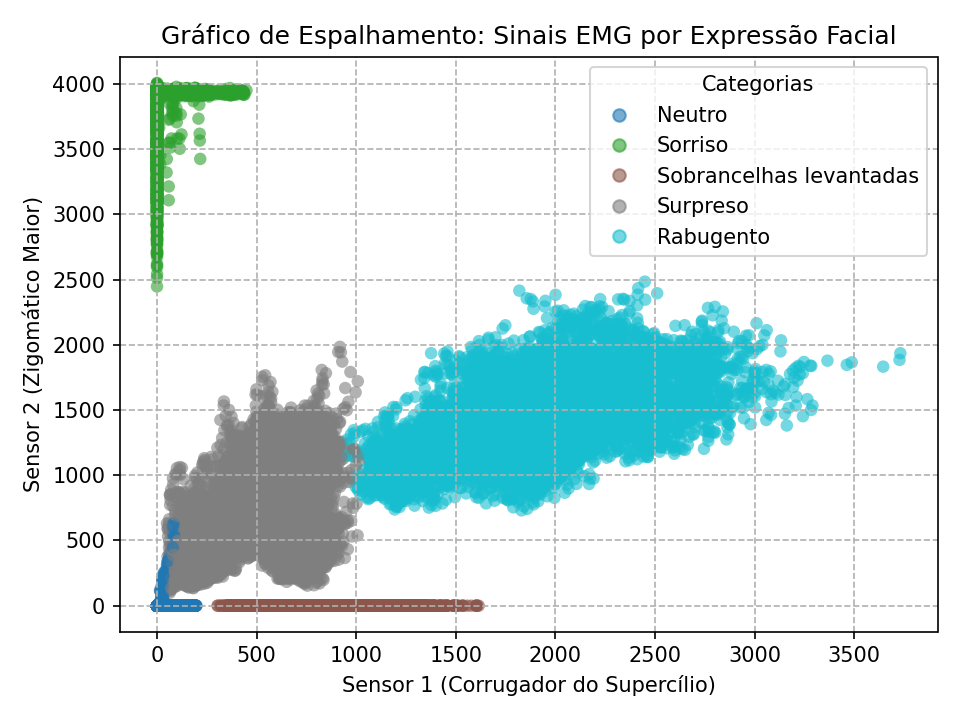 Gráfico de Espalhamento: Sinais EMG por Expressão Facial
Categorias
Neutro
Sorriso
Sobrancelhas levantadas
Surpreso
Rabugento
Sensor 2 (Zigomático Maior)
4000
3500
3000
2500
2000
1500
1000
500
0
0 500 1000 1500 2000 2500 3000 3500
Sensor 1 (Corrugador do Supercílio)